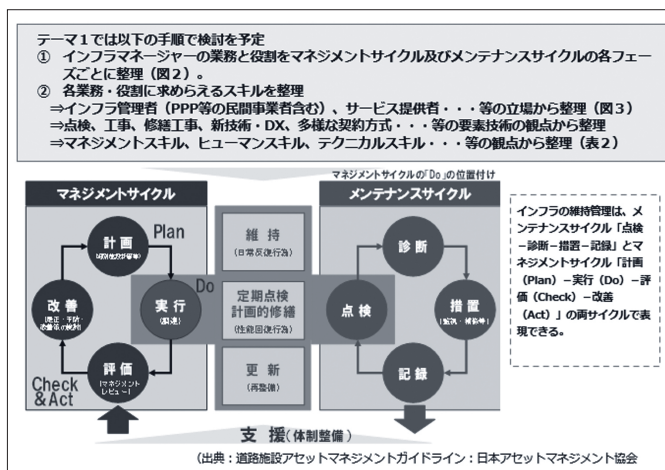 テーマ１では以下の手順で検討を予定
① インフラマネージャーの業務と役割をマネジメントサイクル及びメンテナンスサイクルの各フェー
ズごとに整理（図２）。
② 各業務・役割に求めらえるスキルを整理
⇒インフラ管理者（PPP等の民間事業者含む）、サービス提供者・・・等の立場から整理（図３）
⇒点検、工事、修繕工事、新技術・DX、多様な契約方式・・・等の要素技術の観点から整理
⇒マネジメントスキル、ヒューマンスキル、テクニカルスキル・・・等の観点から整理（表２）
マネジメントサイクルの「Do」の位置付け
マネジメントサイクル
計画
Plan
実行
(調達)
Do
評価
(マネジメント
レビュー)
Check
& Act
改善
維持
(日常反復行為)
定期点検
計画的修繕
(性能回復行為)
更新
(再整備)
メンテナンスサイクル
診断
措置
記録
点検
支援(体制整備)
インフラの維持管理は、メ
ンテナンスサイクル「点検
－診断－措置－記録」とマ
ネジメントサイクル「計画
（Plan）－実行（Do）－評
価（Check）－改善
（Act）」の両サイクルで表
現できる。
（出典：道路施設アセットマネジメントガイドライン：日本アセットマネジメント協会